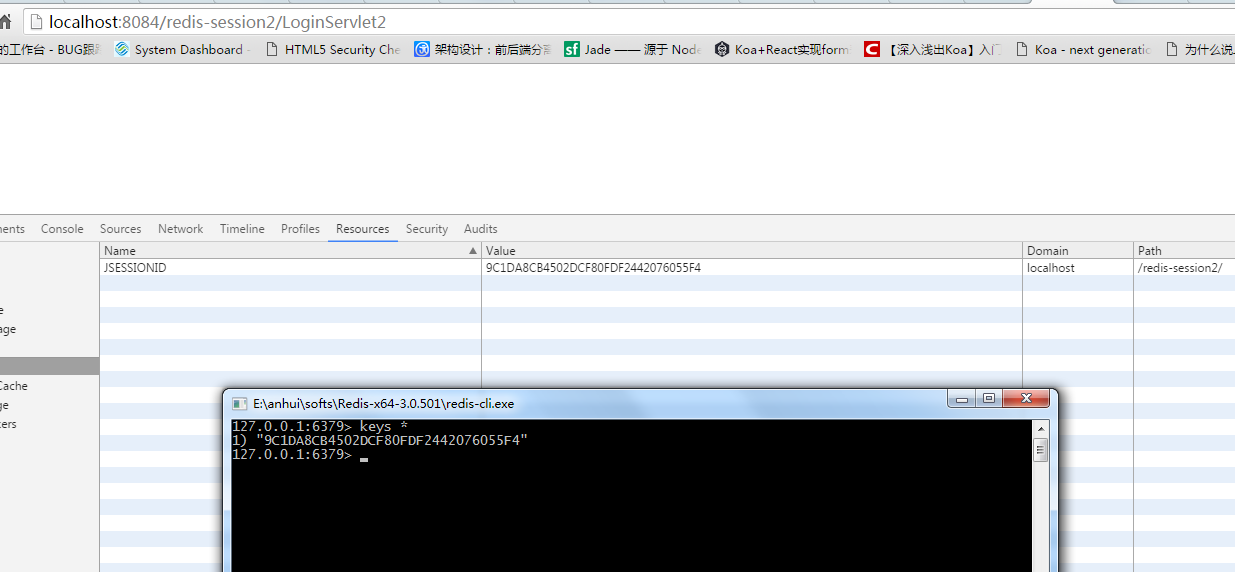 localhost:8084/redis-session2/LoginServlet2
的工作台 - BUG跟 System Dashboard - HTML5 Security Che 架构设计：前后端分 Jade —— 源于 Node Koa+React实现form 【深入浅出Koa】入门 Koa - next generatio 为什么说
ments Console Sources Network Timeline Profiles Resources Security Audits
Name Value Domain Path
JSESSIONID 9C1DA8CB4502DCF80FDF2442076055F4 localhost /redis-session2/
e
age
Cache
ge
kers
E:\anhui\softs\Redis-x64-3.0.501\redis-cli.exe
127.0.0.1:6379> keys *
1) "9C1DA8CB4502DCF80FDF2442076055F4"
127.0.0.1:6379>